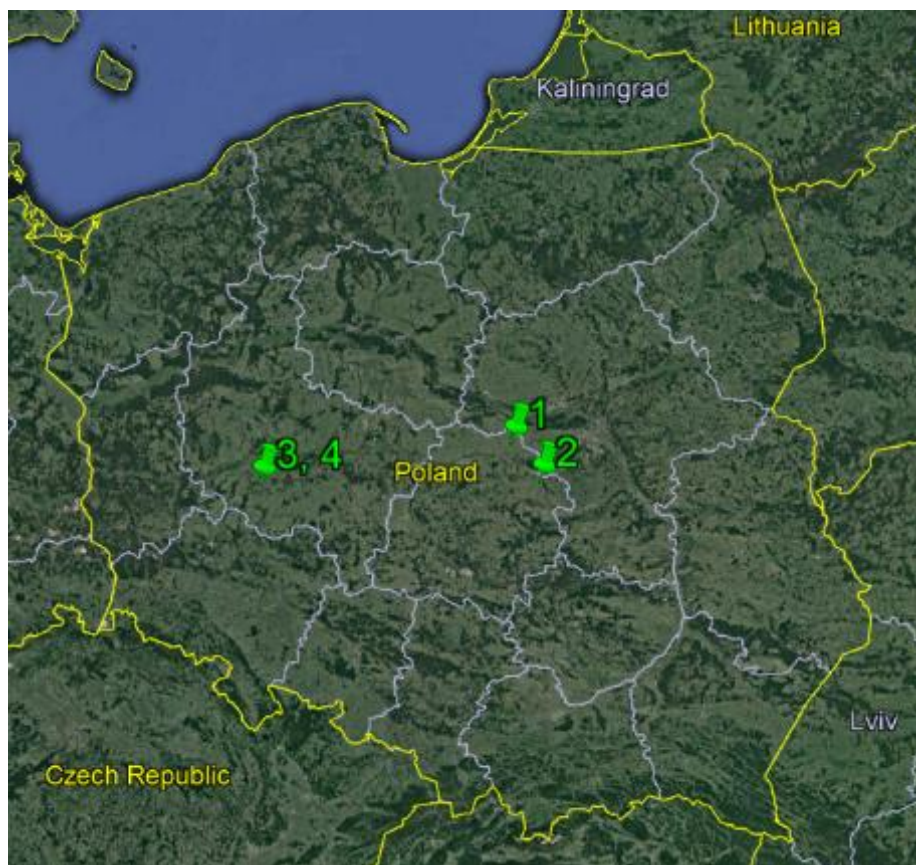 Lithuania
Kaliningrad
1
2
3, 4
Poland
Lviv
Czech Republic